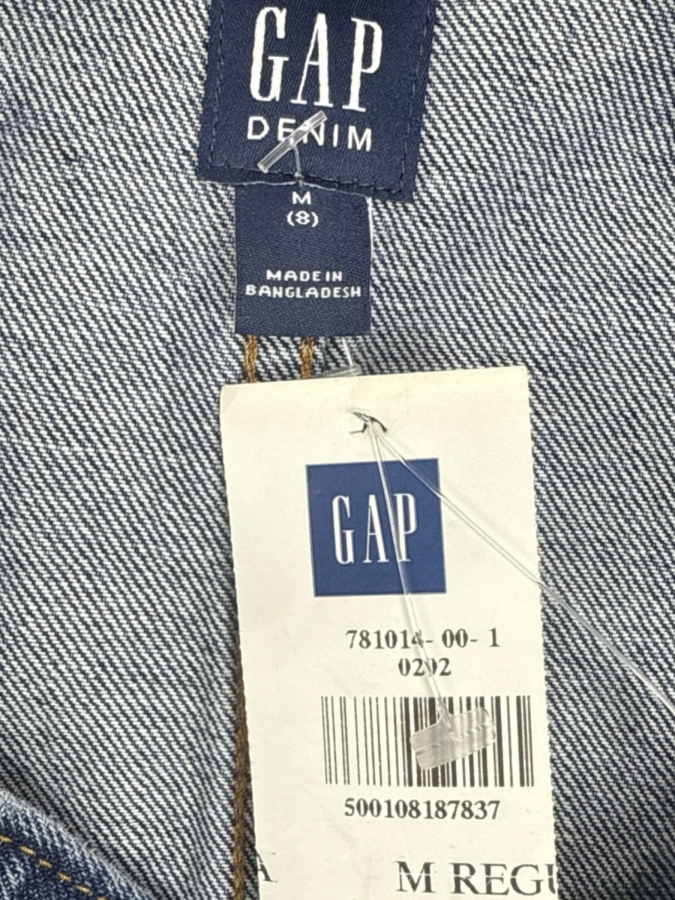 GAP
DENIM
M
(8)
MADE IN
BANGLADESH
GAP
781014- 00- 1
0202
500108187837
M REGU